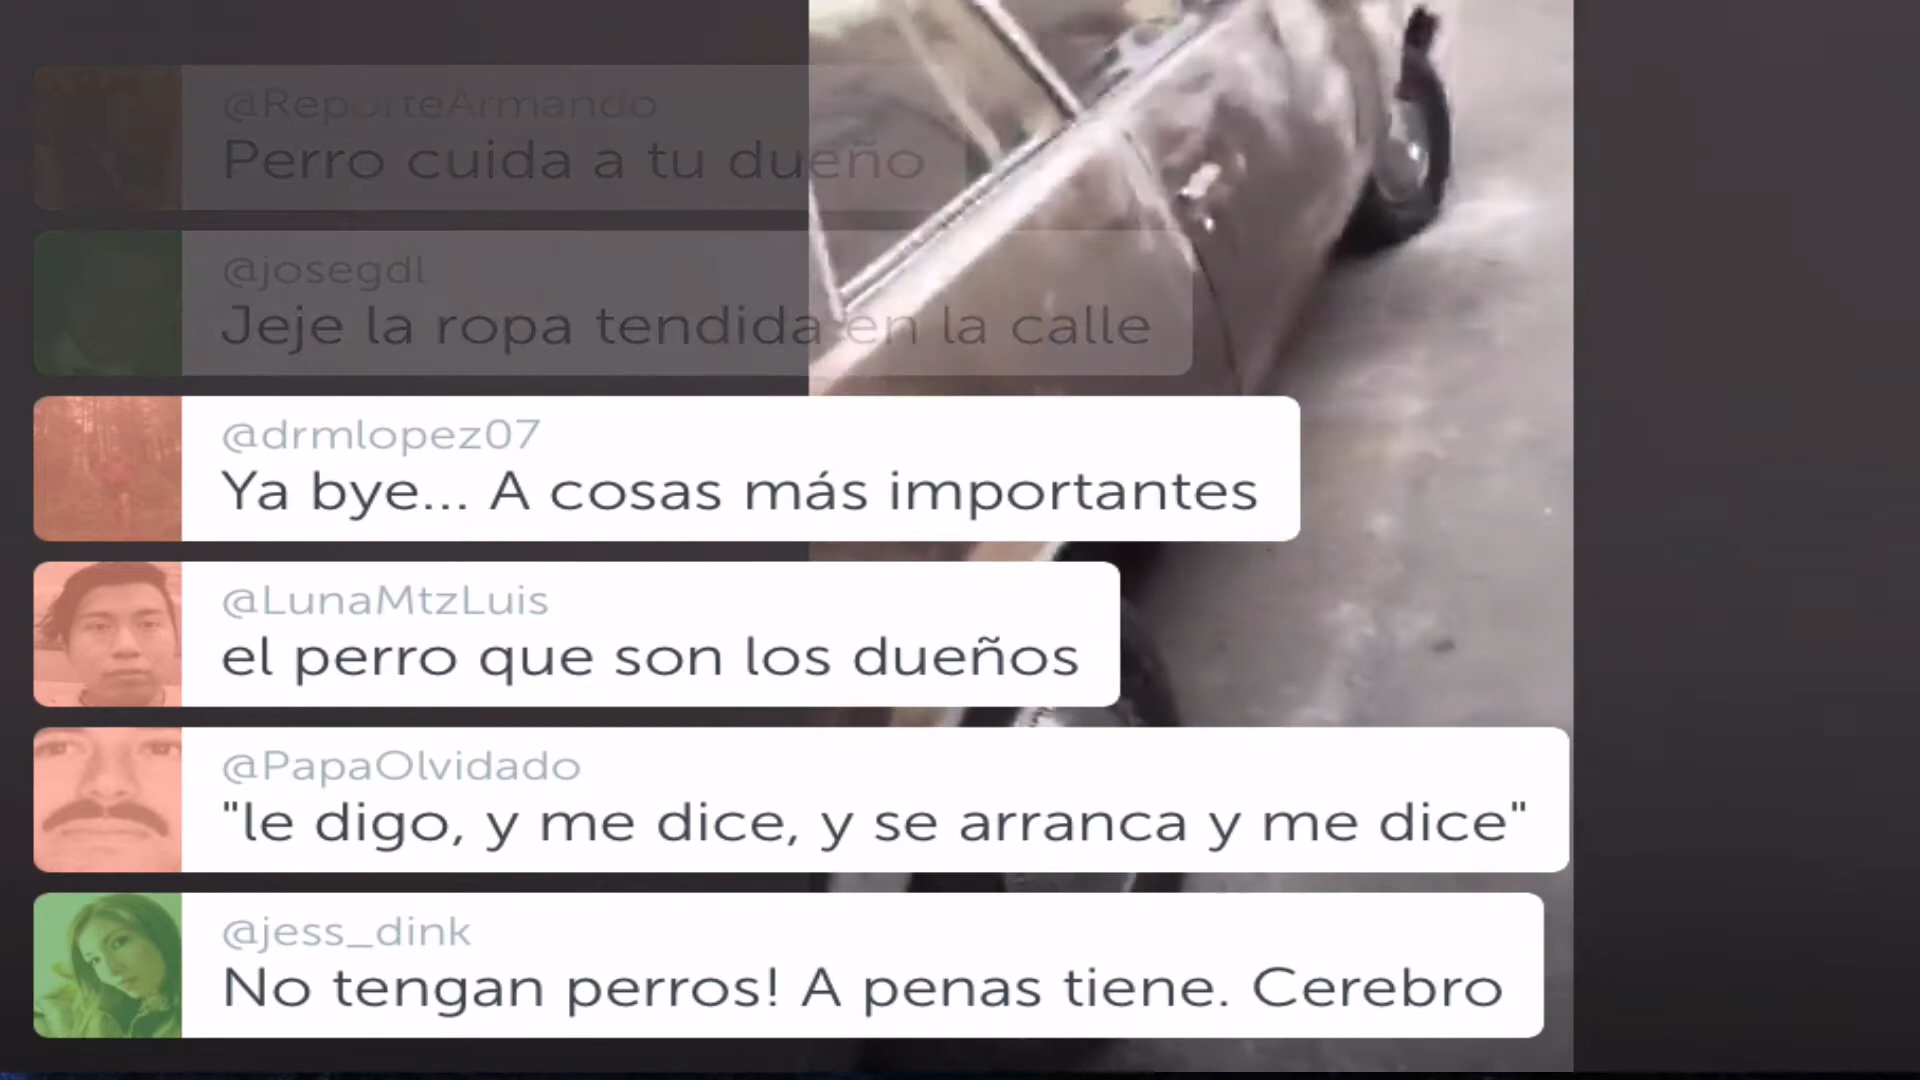 @ReporteArmando
Perro cuida a tu dueño
@josegdl
Jeje la ropa tendida en la calle
@drmlopez07
Ya bye... A cosas más importantes
@LunaMtzLuis
el perro que son los dueños
@PapaOlvidado
"le digo, y me dice, y se arranca y me dice"
@jess_dink
No tengan perros! A penas tiene. Cerebro